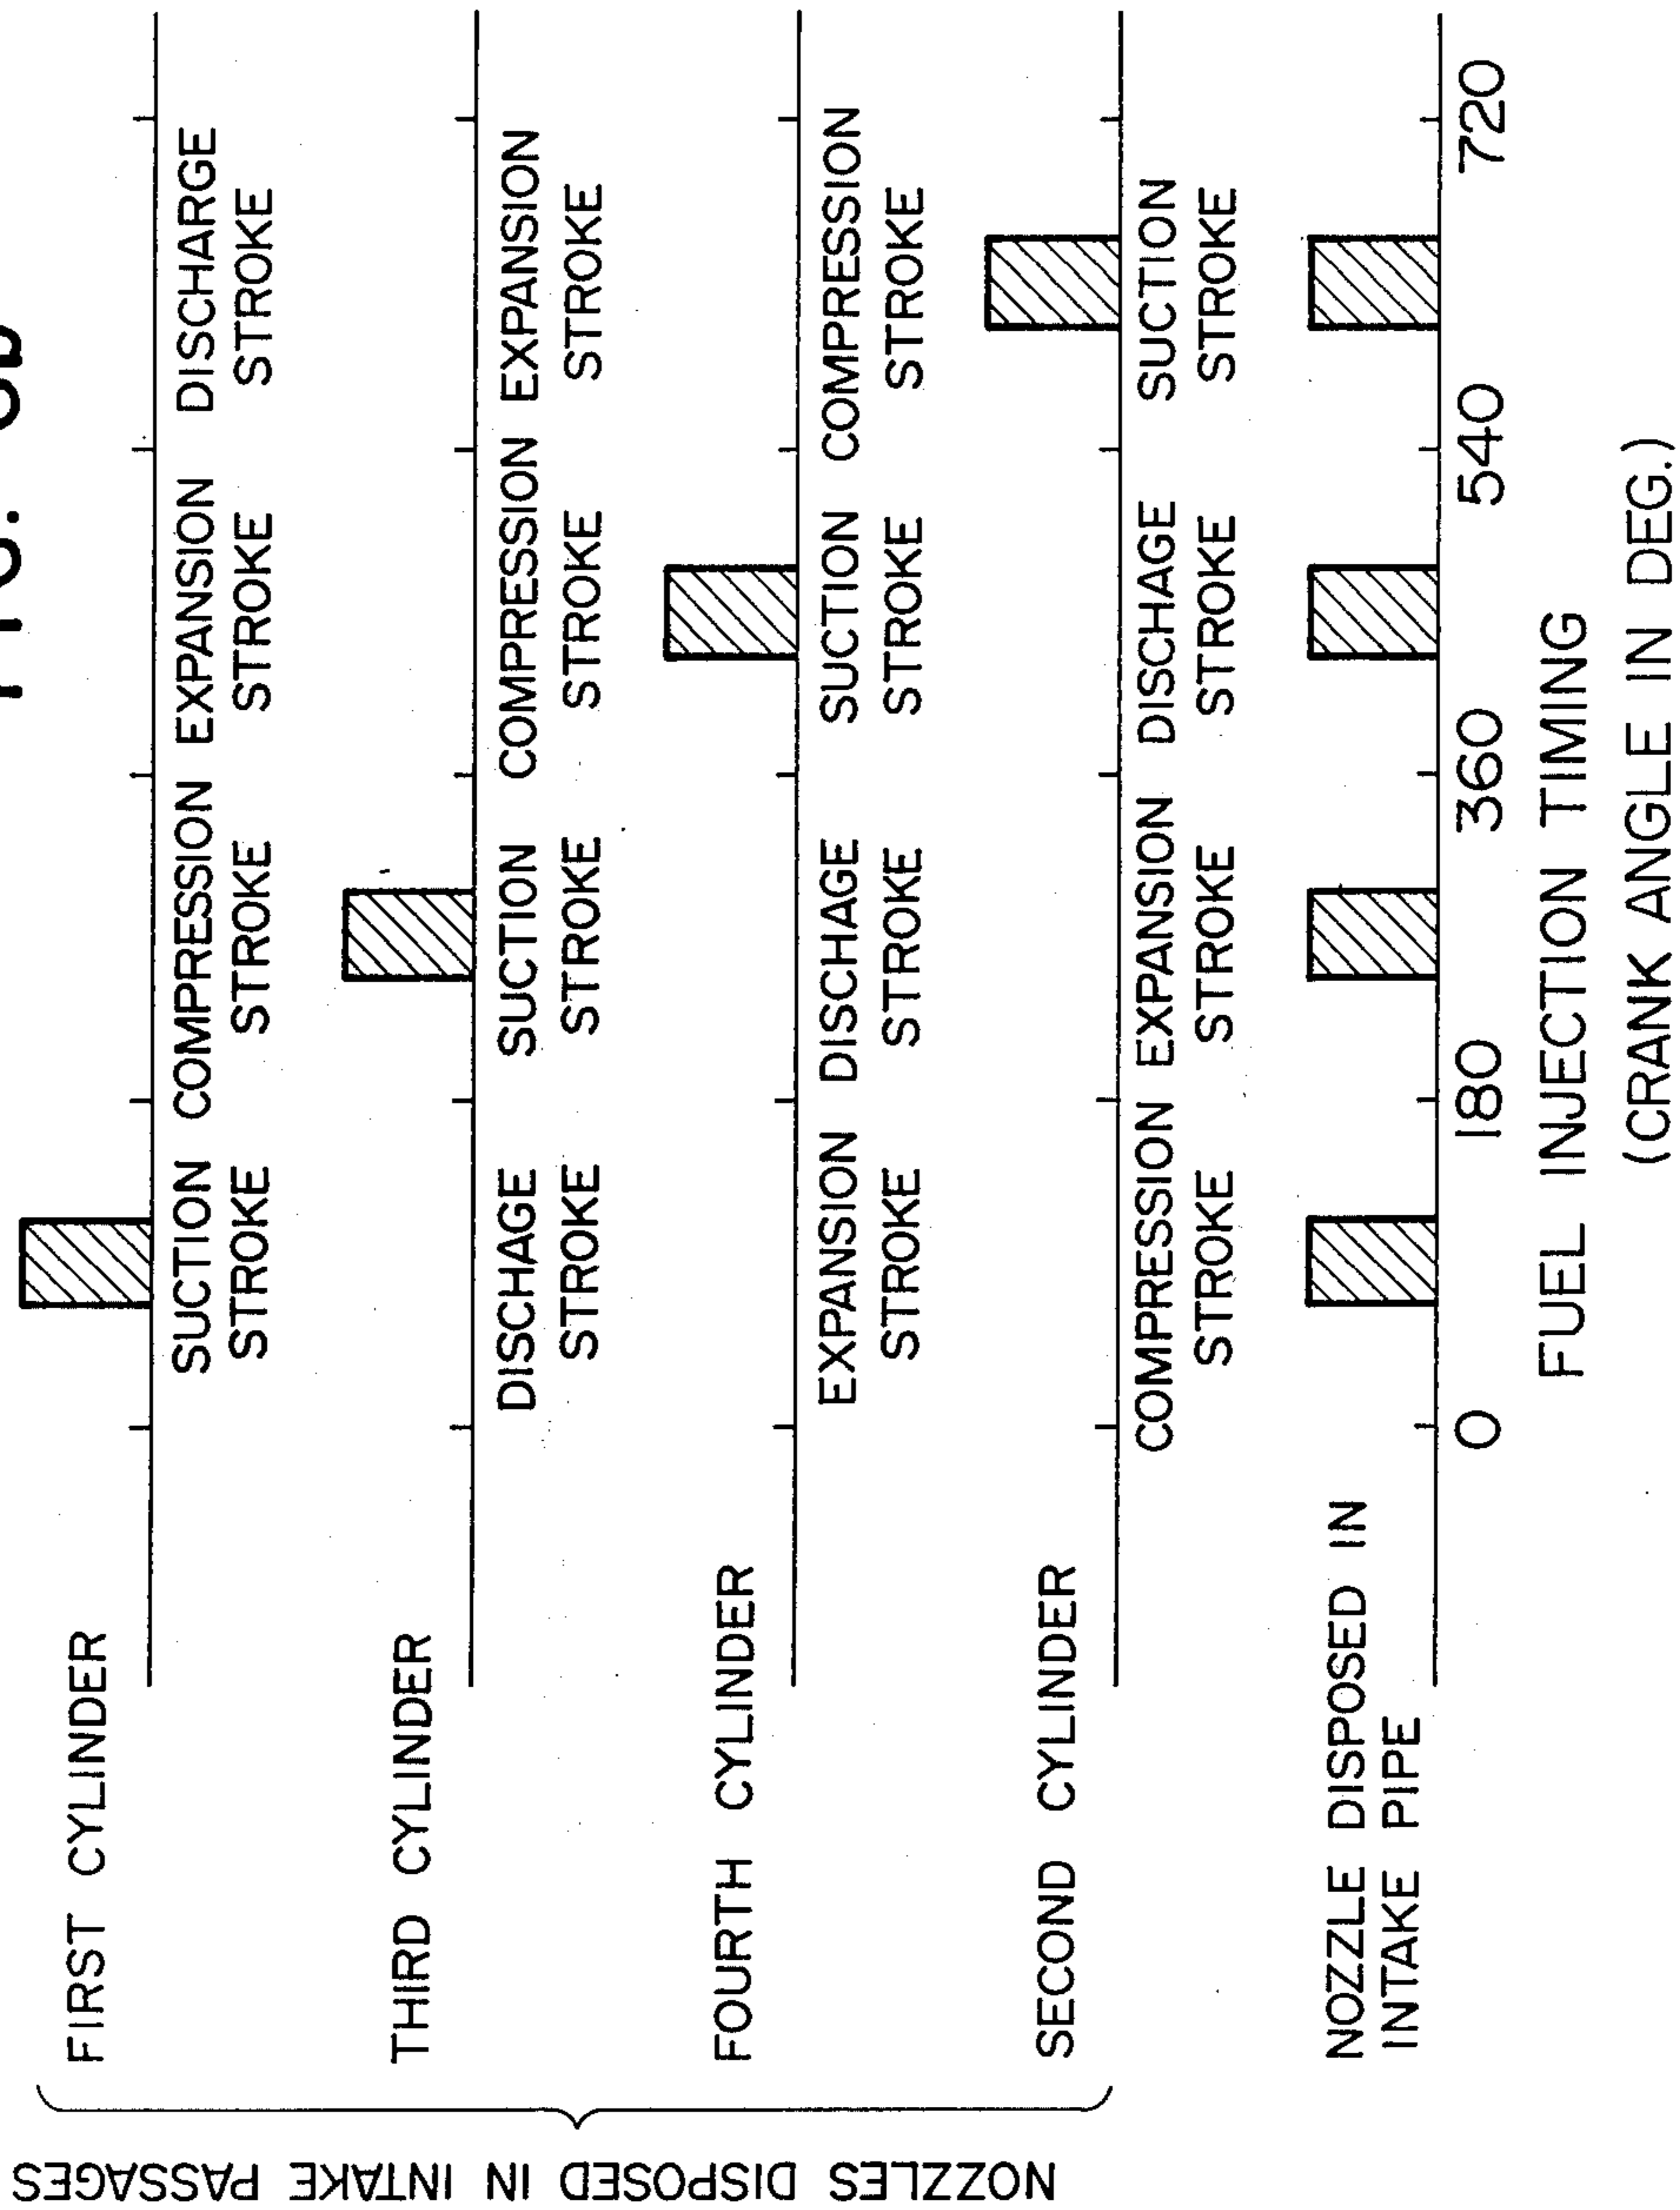 NOZZLES DISPOSED IN INTAKE PASSAGES
FIRST CYLINDER
SUCTION COMPRESSION EXPANSION DISCHARGE
STROKE STROKE STROKE STROKE
THIRD CYLINDER
DISCHAGE SUCTION COMPRESSION EXPANSION
STROKE STROKE STROKE STROKE
FOURTH CYLINDER
EXPANSION DISCHAGE SUCTION COMPRESSION
STROKE STROKE STROKE STROKE
SECOND CYLINDER
COMPRESSION EXPANSION DISCHAGE SUCTION
STROKE STROKE STROKE STROKE
NOZZLE DISPOSED IN
INTAKE PIPE
0 180 360 540 720
FUEL INJECTION TIMING
(CRANK ANGLE IN DEG.)